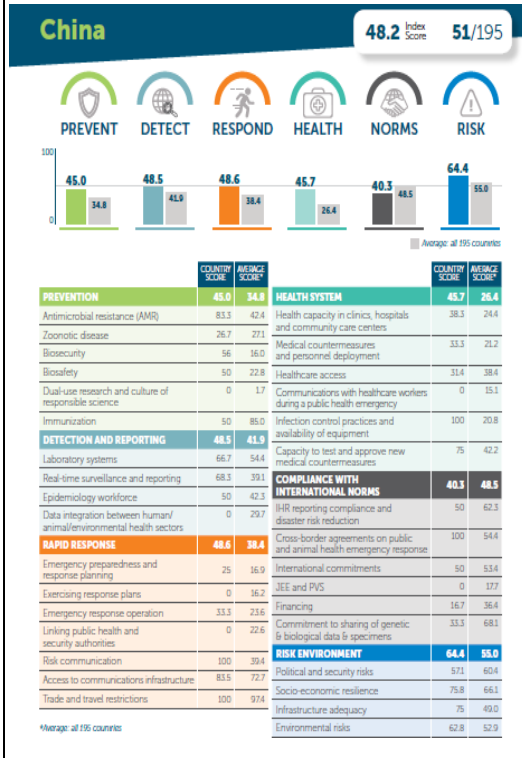 China
48.2 Index Score 51/195
PREVENT DETECT RESPOND HEALTH NORMS RISK
100
0
45.0 34.8
48.5 41.9
48.6 38.4
45.7 26.4
40.3 48.5
64.4 55.0
Average: all 195 countries
COUNTRY SCORE AVERAGE SCORE*
PREVENTION 45.0 34.8
Antimicrobial resistance (AMR) 83.3 42.4
Zoonotic disease 26.7 27.1
Biosecurity 56 16.0
Biosafety 50 22.8
Dual-use research and culture of
responsible science 0 1.7
Immunization 50 85.0
DETECTION AND REPORTING 48.5 41.9
Laboratory systems 66.7 54.4
Real-time surveillance and reporting 68.3 39.1
Epidemiology workforce 50 42.3
Data integration between human/
animal/environmental health sectors 0 29.7
RAPID RESPONSE 48.6 38.4
Emergency preparedness and
response planning 25 16.9
Exercising response plans 0 16.2
Emergency response operation 33.3 23.6
Linking public health and
security authorities 0 22.6
Risk communication 100 39.4
Access to communications infrastructure 83.5 72.7
Trade and travel restrictions 100 97.4
*Average: all 195 countries
COUNTRY SCORE AVERAGE SCORE*
HEALTH SYSTEM 45.7 26.4
Health capacity in clinics, hospitals
and community care centers 38.3 24.4
Medical countermeasures
and personnel deployment 33.3 21.2
Healthcare access 31.4 38.4
Communications with healthcare workers
during a public health emergency 0 15.1
Infection control practices and
availability of equipment 100 20.8
Capacity to test and approve new
medical countermeasures 75 42.2
COMPLIANCE WITH
INTERNATIONAL NORMS 40.3 48.5
IHR reporting compliance and
disaster risk reduction 50 62.3
Cross-border agreements on public
and animal health emergency response 100 54.4
International commitments 50 53.4
JEE and PVS 0 17.7
Financing 16.7 36.4
Commitment to sharing of genetic
& biological data & specimens 33.3 68.1
RISK ENVIRONMENT 64.4 55.0
Political and security risks 57.1 60.4
Socio-economic resilience 75.8 66.1
Infrastructure adequacy 75 49.0
Environmental risks 62.8 52.9